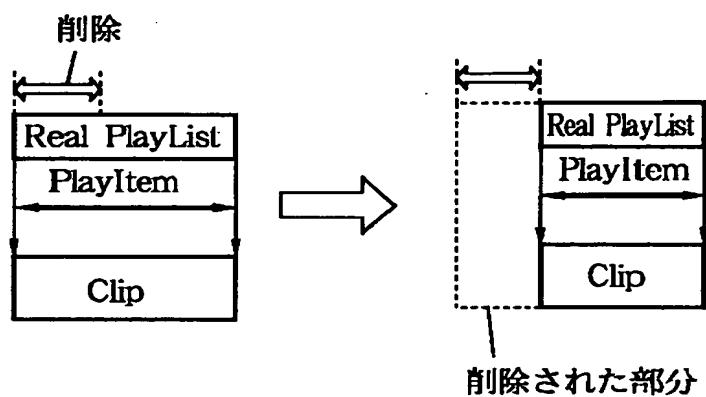 削除
Real PlayList
PlayItem
Clip
Real PlayList
PlayItem
Clip
削除された部分